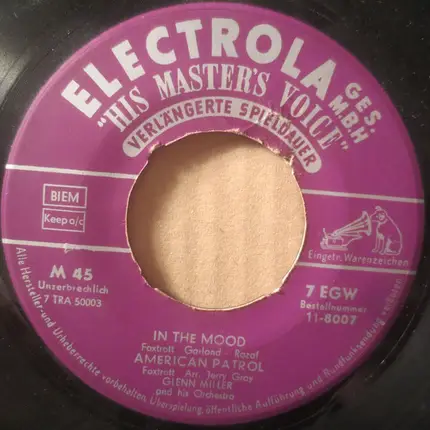 ELECTROLA GES. MBH
"HIS MASTER'S VOICE"
VERLÄNGERTE SPIELDAUER
BIEM
Keep o/c
Eingetr. Warenzeichen
M 45
Unzerbrechlich
7 TRA 50003
7 EGW
Bestellnummer
11-8007
IN THE MOOD
Foxtrott Garland - Razaf
AMERICAN PATROL
Foxtrott Arr. Jerry Gray
GLENN MILLER
and his Orchestra
Alle Hersteller- und Urheberrechte vorbehalten. Überspielung, öffentliche Aufführung und Rundfunksendung